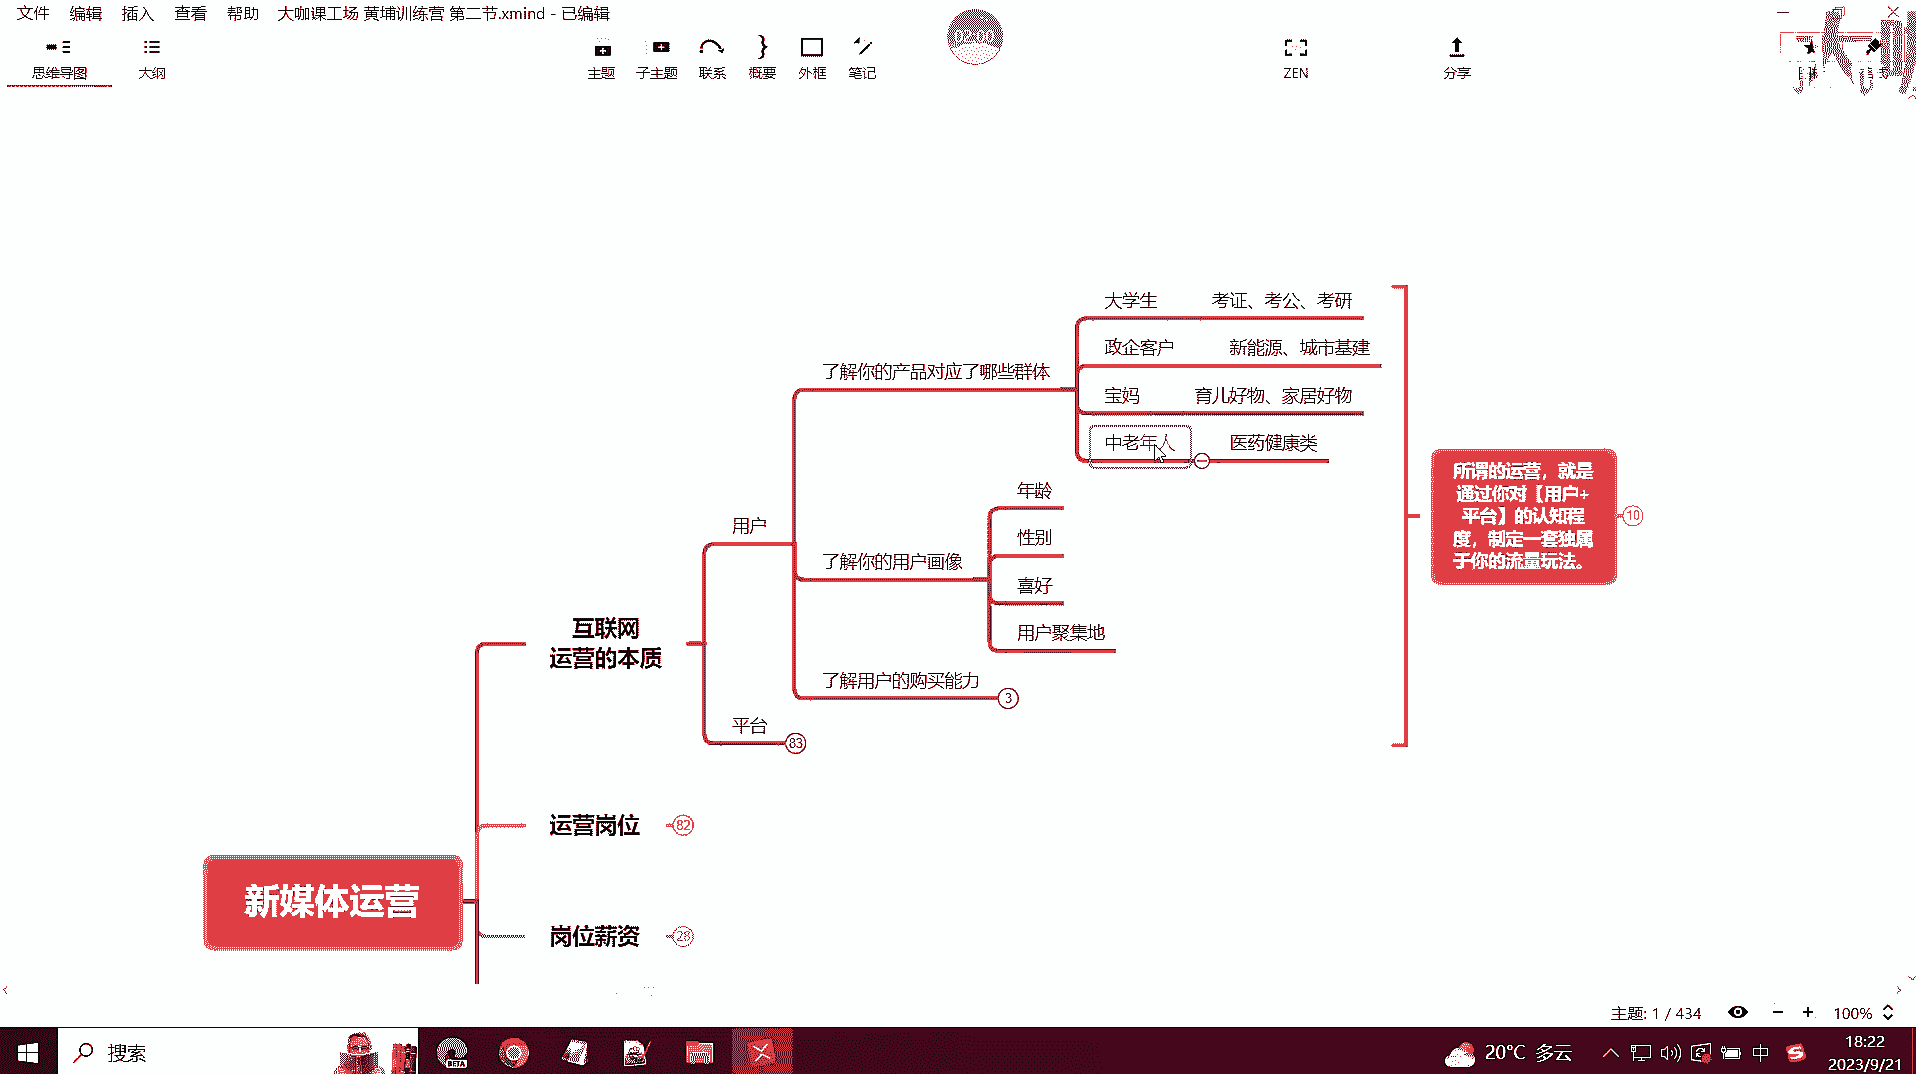 文件 编辑 插入 查看 帮助 大咖课工场 黄埔训练营 第二节.xmind - 已编辑
思维导图 大纲 主题 子主题 联系 概要 外框 笔记 ZEN 分享
大学生 考证、考公、考研
政企客户 新能源、城市基建
了解你的产品对应了哪些群体
宝妈 育儿好物、家居好物
中老年人 医药健康类
所谓的运营，就是
通过你对【用户+
平台】的认知程
度，制定一套独属
于你的流量玩法。
10
年龄
用户
性别
了解你的用户画像
喜好
用户聚集地
互联网
运营的本质
了解用户的购买能力 3
平台 83
运营岗位 82
新媒体运营
岗位薪资 28
主题: 1 / 434 100%
搜索
BETA
20°C 多云
中
18:22
2023/9/21